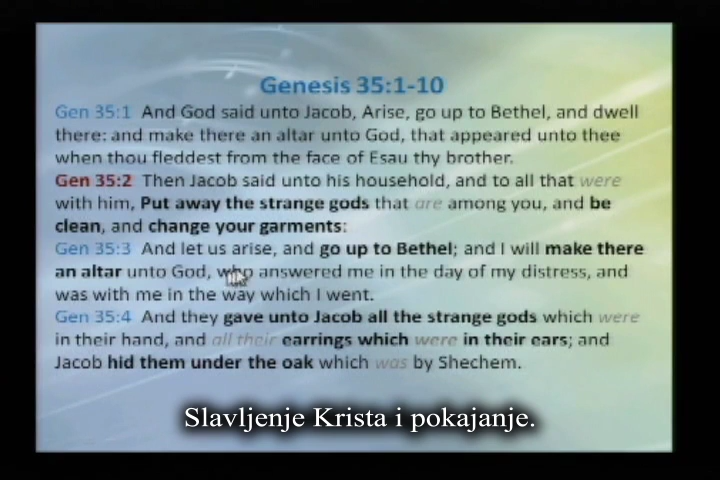 Genesis 35:1-10
Gen 35:1 And God said unto Jacob, Arise, go up to Bethel, and dwell
there: and make there an altar unto God, that appeared unto thee
when thou fleddest from the face of Esau thy brother.
Gen 35:2 Then Jacob said unto his household, and to all that were
with him, Put away the strange gods that are among you, and be
clean, and change your garments:
Gen 35:3 And let us arise, and go up to Bethel; and I will make there
an altar unto God, who answered me in the day of my distress, and
was with me in the way which I went.
Gen 35:4 And they gave unto Jacob all the strange gods which were
in their hand, and all their earrings which were in their ears; and
Jacob hid them under the oak which was by Shechem.
Slavljenje Krista i pokajanje.